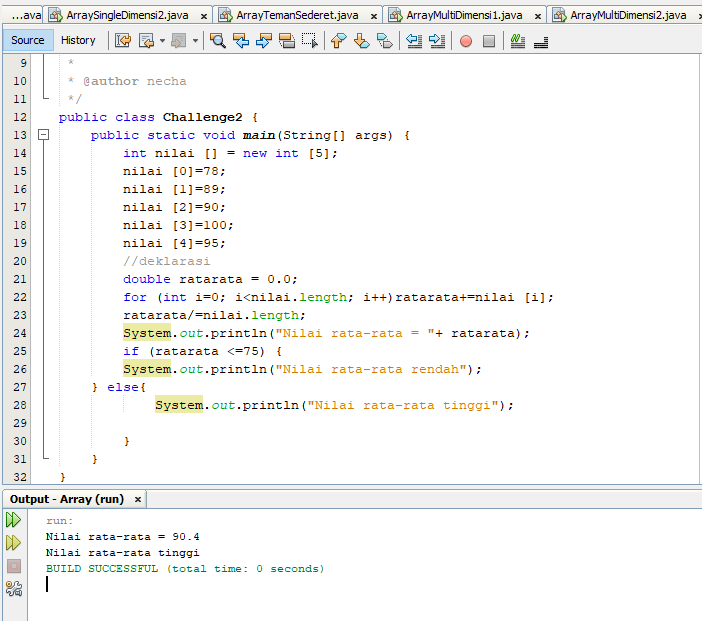 ...ava ArraySingleDimensi2.java x ArrayTemanSederet.java x ArrayMultiDimensi1.java x ArrayMultiDimensi2.java x
Source History
9 *
10 * @author necha
11 */
12 public class Challenge2 {
13 public static void main(String[] args) {
14 int nilai [] = new int [5];
15 nilai [0]=78;
16 nilai [1]=89;
17 nilai [2]=90;
18 nilai [3]=100;
19 nilai [4]=95;
20 //deklarasi
21 double ratarata = 0.0;
22 for (int i=0; i<nilai.length; i++)ratarata+=nilai [i];
23 ratarata/=nilai.length;
24 System.out.println("Nilai rata-rata = "+ ratarata);
25 if (ratarata <=75) {
26 System.out.println("Nilai rata-rata rendah");
27 } else{
28 System.out.println("Nilai rata-rata tinggi");
29
30 }
31 }
32 }
Output - Array (run) x
run:
Nilai rata-rata = 90.4
Nilai rata-rata tinggi
BUILD SUCCESSFUL (total time: 0 seconds)